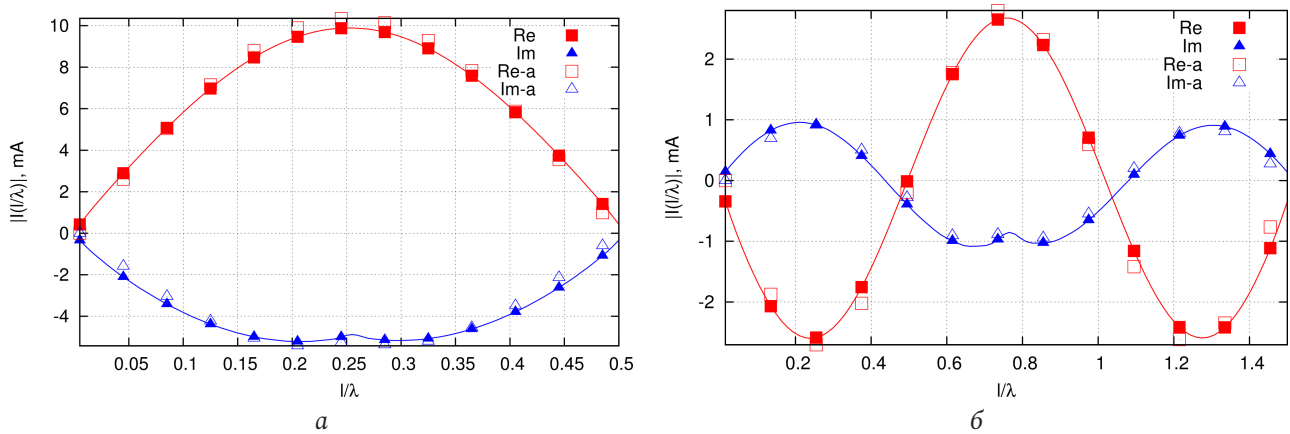 |I(l/λ)|, mA
10
8
6
4
2
0
-2
-4
Re
Im
Re-a
Im-a
0.05 0.1 0.15 0.2 0.25 0.3 0.35 0.4 0.45 0.5
l/λ
а
|I(l/λ)|, mA
2
1
0
-1
-2
Re
Im
Re-a
Im-a
0.2 0.4 0.6 0.8 1 1.2 1.4
l/λ
б